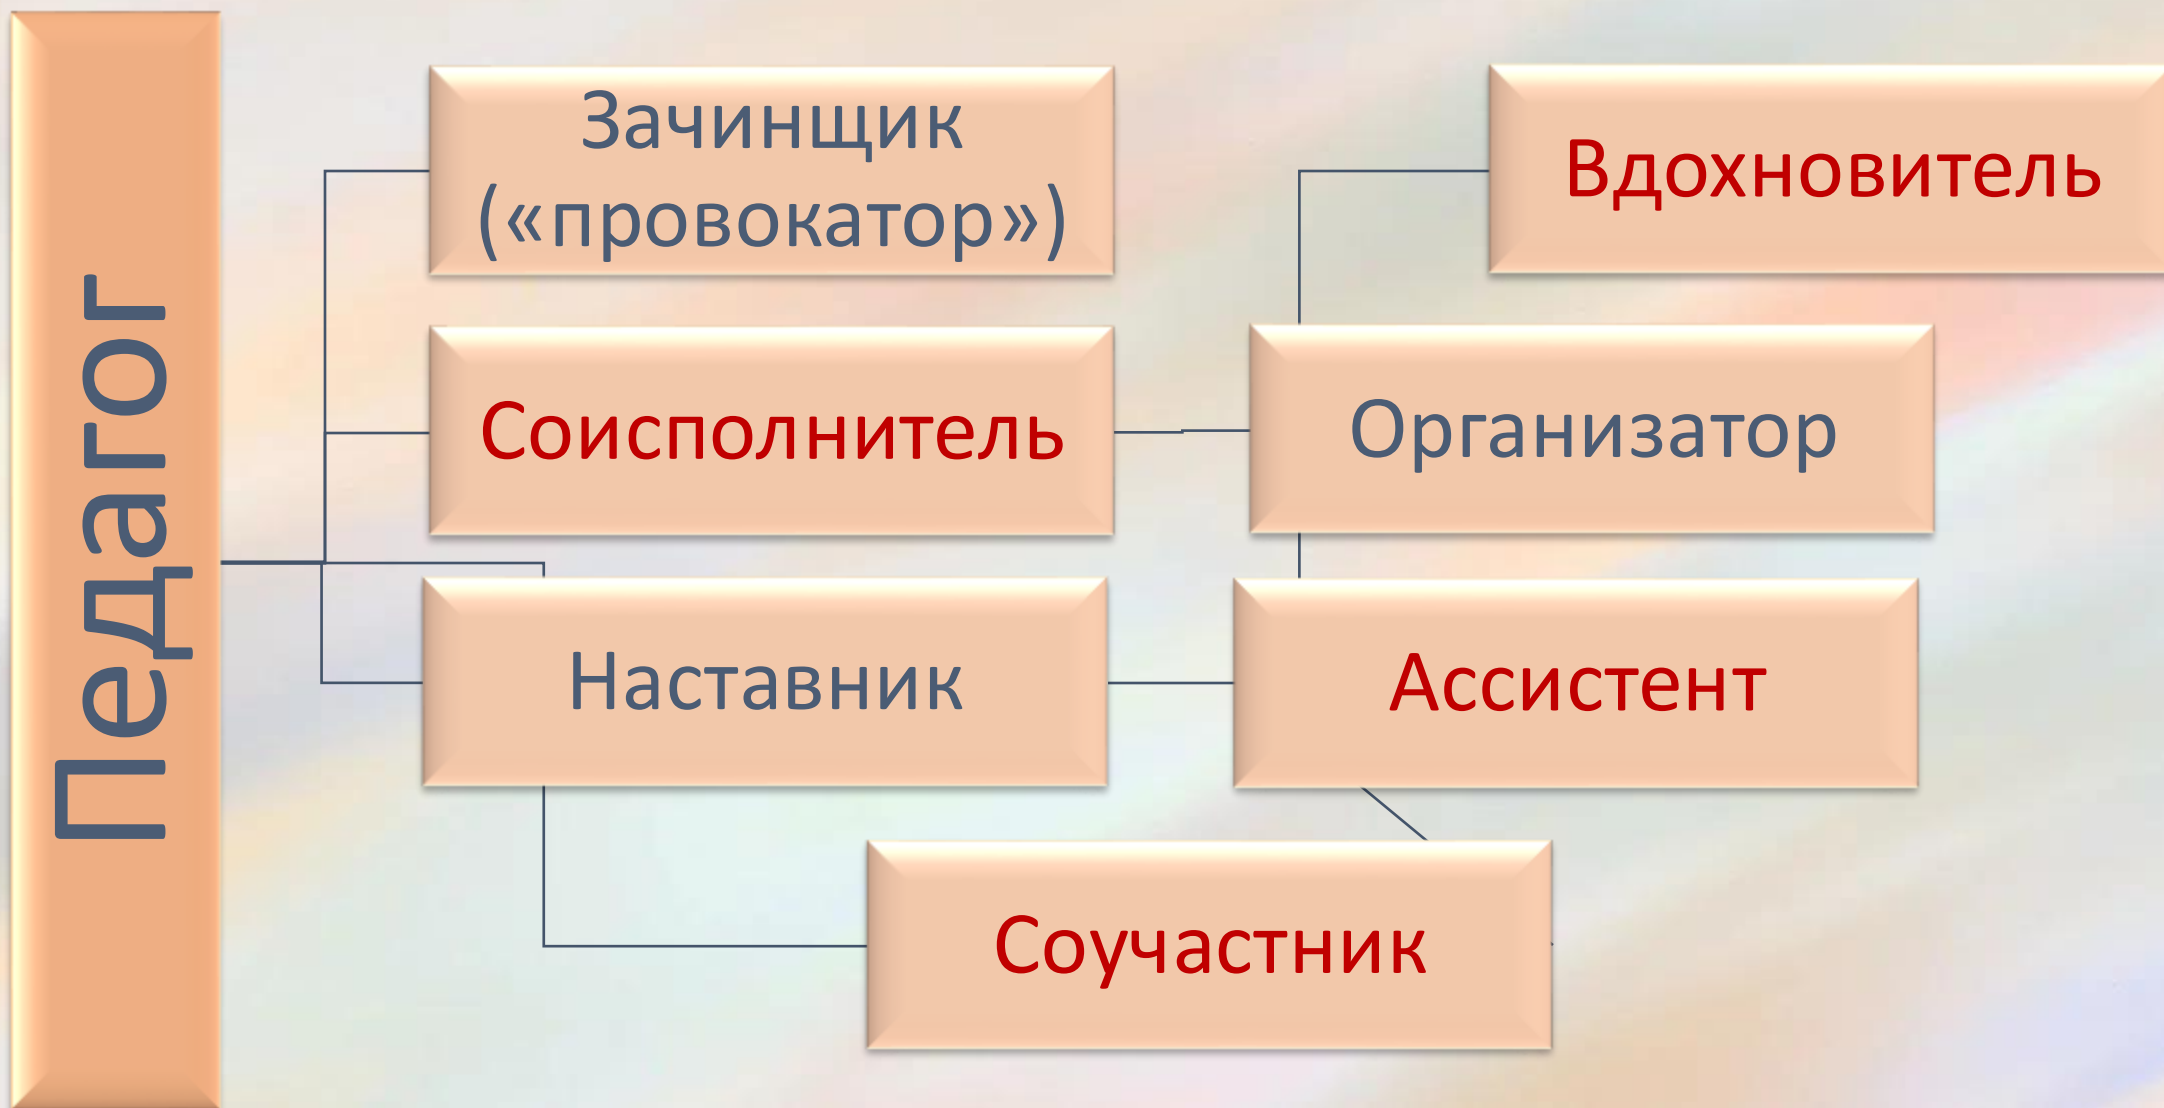 Педагог
Зачинщик
(«провокатор»)
Вдохновитель
Соисполнитель
Организатор
Наставник
Ассистент
Соучастник